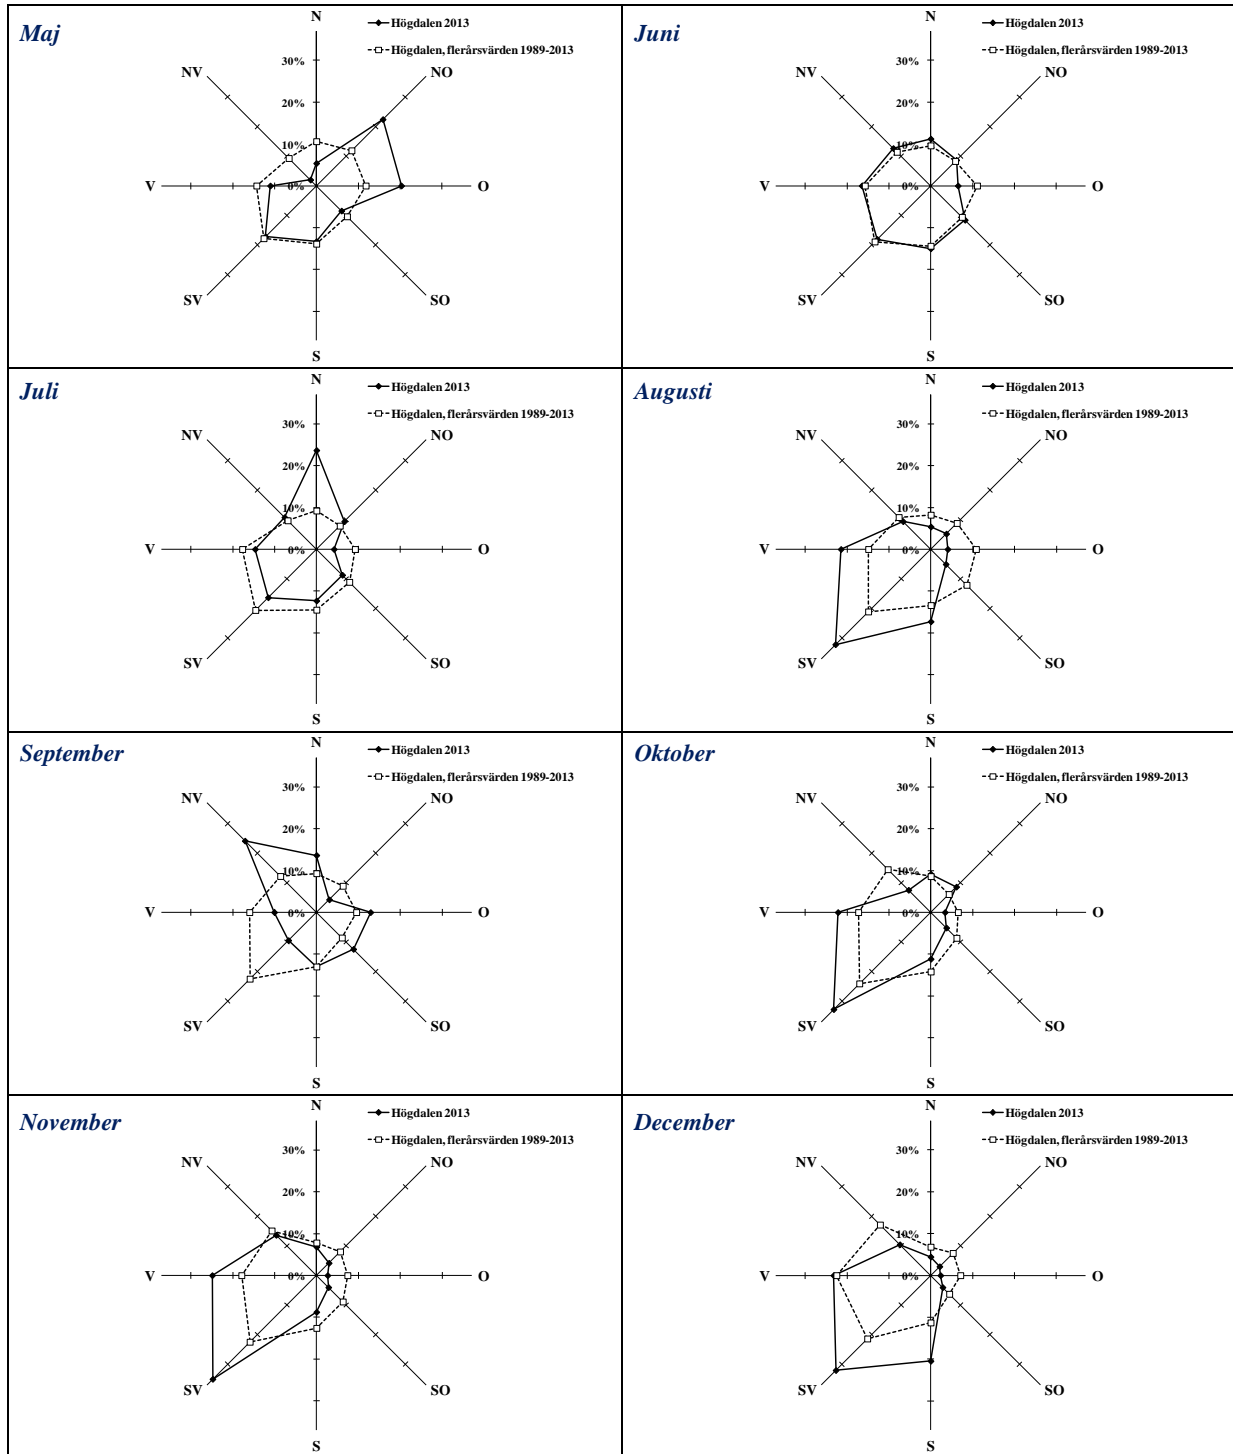 Maj
N
Högdalen 2013
Högdalen, flerårsvärden 1989-2013
30%
NV
NO
20%
10%
V
0%
O
SV
SO
S
Juni
N
Högdalen 2013
Högdalen, flerårsvärden 1989-2013
30%
NV
NO
20%
10%
V
0%
O
SV
SO
S
Juli
N
Högdalen 2013
Högdalen, flerårsvärden 1989-2013
30%
NV
NO
20%
10%
V
0%
O
SV
SO
S
Augusti
N
Högdalen 2013
Högdalen, flerårsvärden 1989-2013
30%
NV
NO
20%
10%
V
0%
O
SV
SO
S
September
N
Högdalen 2013
Högdalen, flerårsvärden 1989-2013
30%
NV
NO
20%
10%
V
0%
O
SV
SO
S
Oktober
N
Högdalen 2013
Högdalen, flerårsvärden 1989-2013
30%
NV
NO
20%
10%
V
0%
O
SV
SO
S
November
N
Högdalen 2013
Högdalen, flerårsvärden 1989-2013
30%
NV
NO
20%
10%
V
0%
O
SV
SO
S
December
N
Högdalen 2013
Högdalen, flerårsvärden 1989-2013
30%
NV
NO
20%
10%
V
0%
O
SV
SO
S